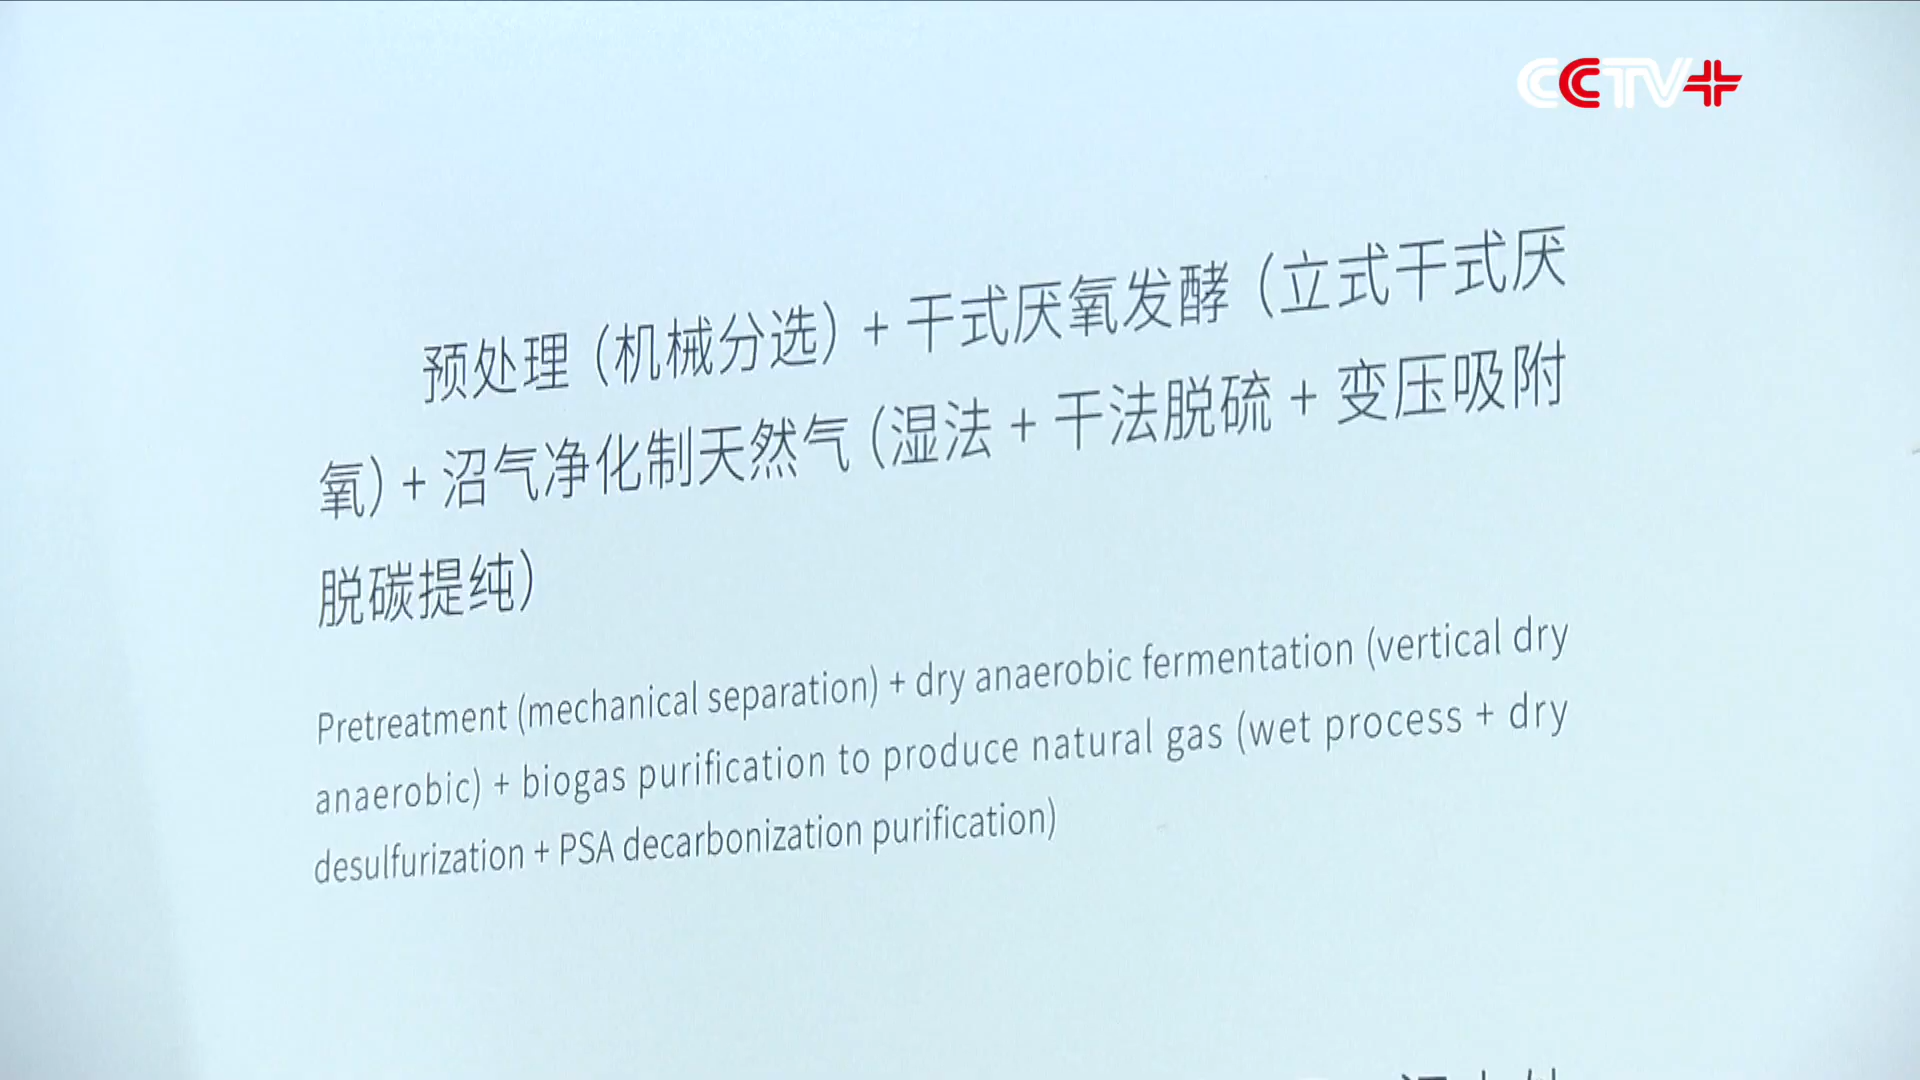 CCTV+
预处理（机械分选）+ 干式厌氧发酵（立式干式厌
氧）+ 沼气净化制天然气（湿法 + 干法脱硫 + 变压吸附
脱碳提纯）
Pretreatment (mechanical separation) + dry anaerobic fermentation (vertical dry
anaerobic) + biogas purification to produce natural gas (wet process + dry
desulfurization + PSA decarbonization purification)